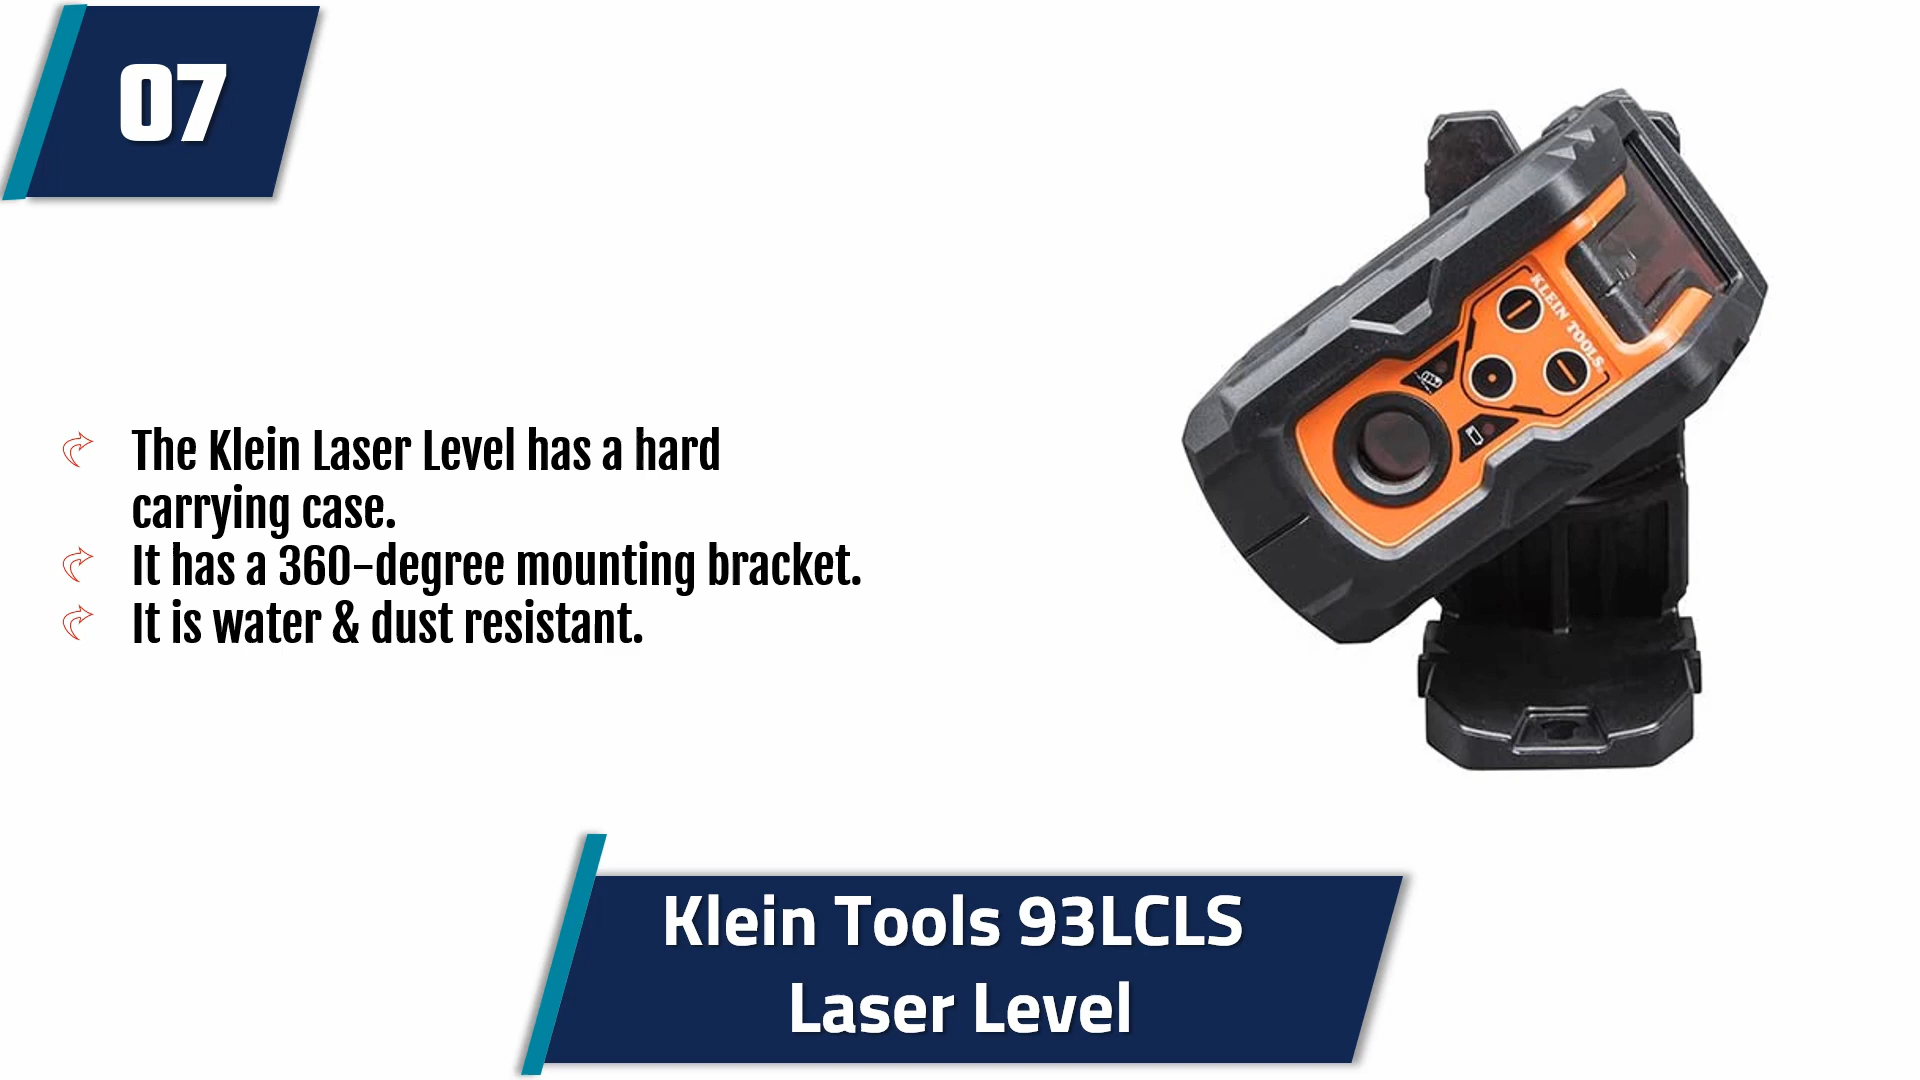 07
The Klein Laser Level has a hard
carrying case.
It has a 360-degree mounting bracket.
It is water & dust resistant.
KLEIN TOOLS
Klein Tools 93LCLS
Laser Level